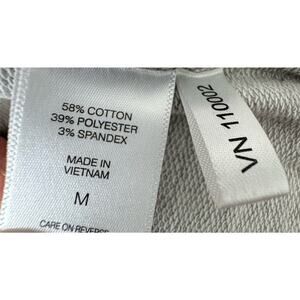 58% COTTON
39% POLYESTER
3% SPANDEX
MADE IN
VIETNAM
M
CARE ON REVERSE
VN 110002